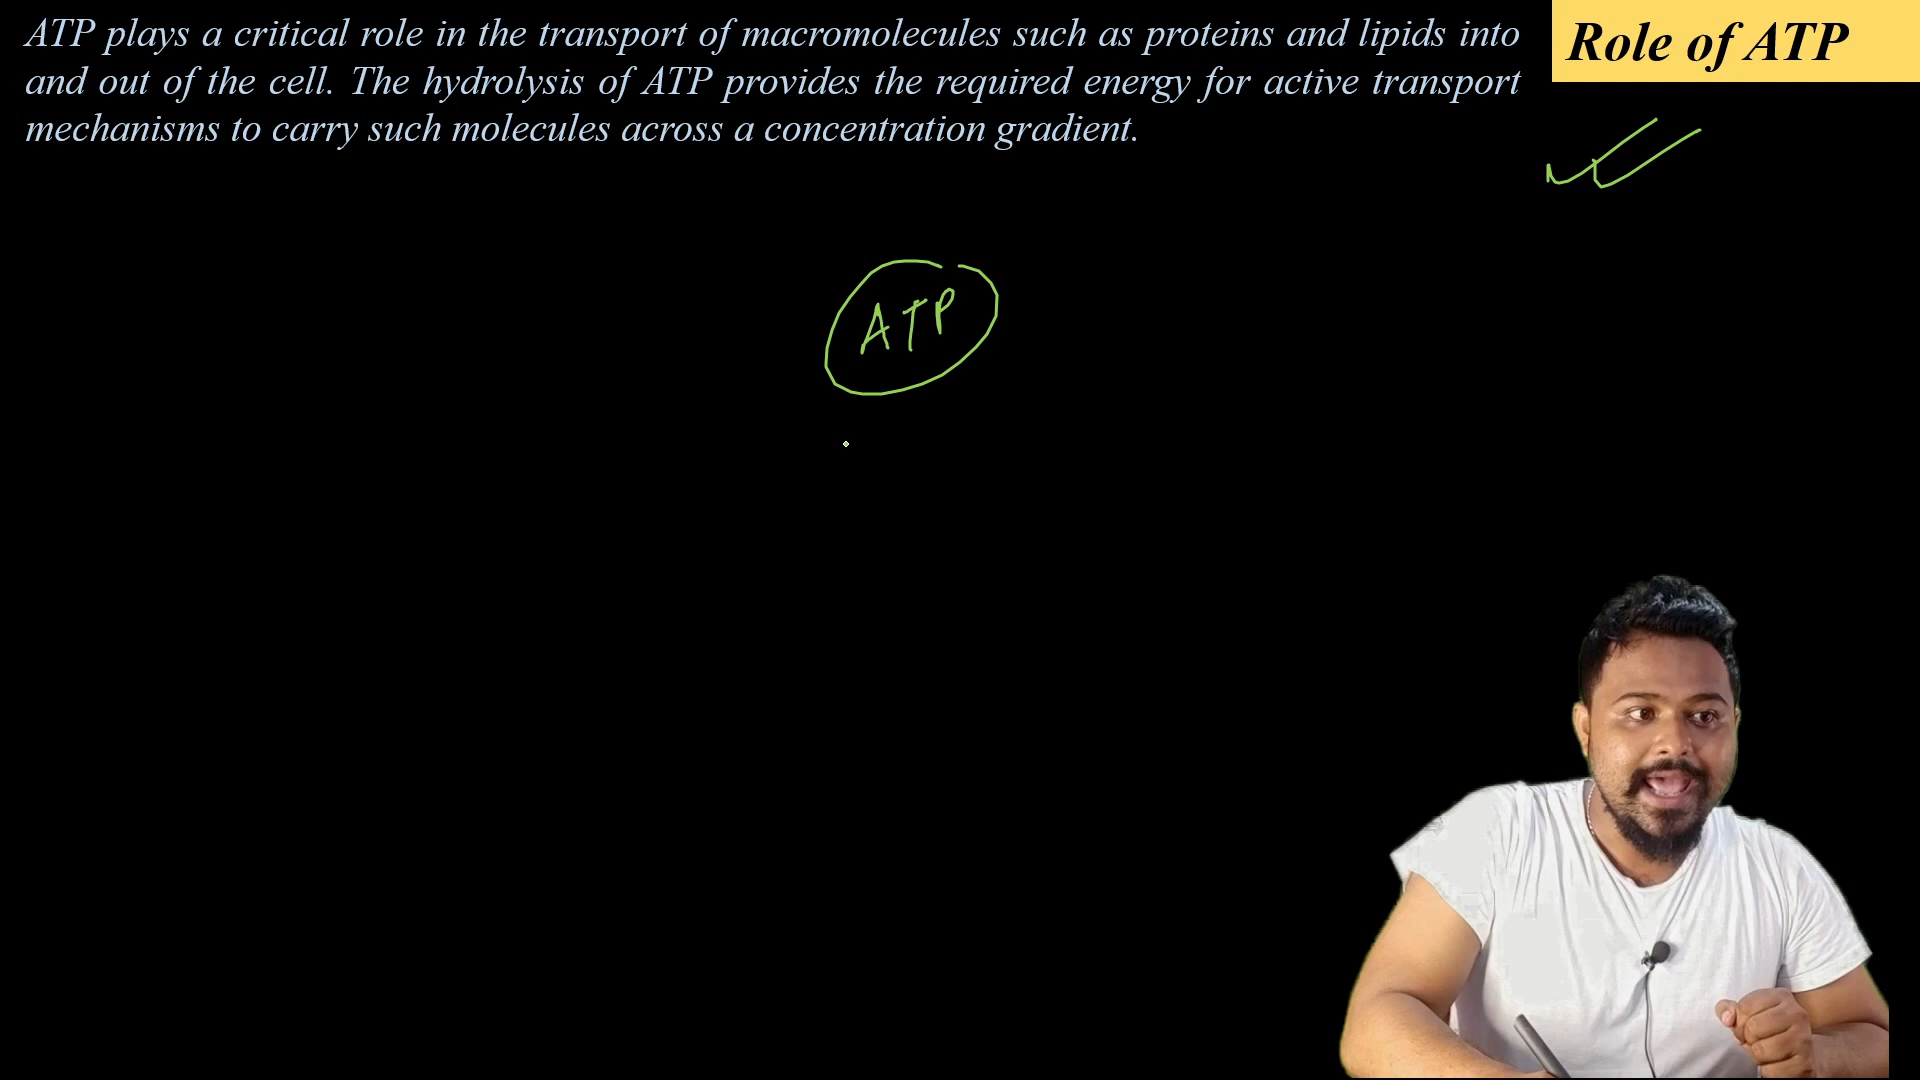 ATP plays a critical role in the transport of macromolecules such as proteins and lipids into
and out of the cell. The hydrolysis of ATP provides the required energy for active transport
mechanisms to carry such molecules across a concentration gradient.
Role of ATP
ATP